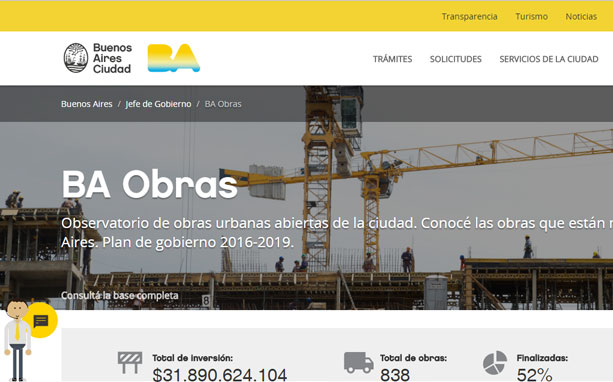 Transparencia Turismo Noticias
Buenos
Aires
Ciudad
BA
TRÁMITES SOLICITUDES SERVICIOS DE LA CIUDAD
Buenos Aires / Jefe de Gobierno / BA Obras
BA Obras
Observatorio de obras urbanas abiertas de la ciudad. Conocé las obras que están
Aires. Plan de gobierno 2016-2019.
Consultá la base completa
8
Total de inversión: Total de obras: Finalizadas:
$31.890.624.104 838 52%